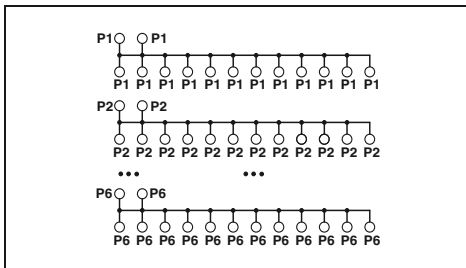 P1 P1
P1 P1 P1 P1 P1 P1 P1 P1 P1 P1 P1 P1
P2 P2
P2 P2 P2 P2 P2 P2 P2 P2 P2 P2 P2 P2
••• •••
P6 P6
P6 P6 P6 P6 P6 P6 P6 P6 P6 P6 P6 P6